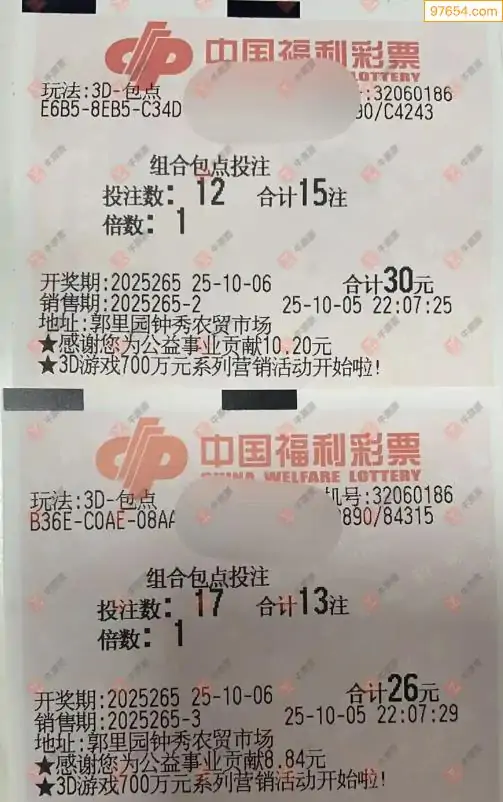 97654.com
中国福利彩票
LOTTERY
玩法:3D-包点
号:32060186
E6B5-8EB5-C34D
890/C4243
组合包点投注
投注数: 12 合计15注
倍数: 1
开奖期:2025265 25-10-06 合计30元
销售期:2025265-2 25-10-05 22:07:25
地址:郭里园钟秀农贸市场
★感谢您为公益事业贡献10.20元
★3D游戏700万元系列营销活动开始啦!
中国福利彩票
CHINA WELFARE LOTTERY
玩法:3D-包点
机号:32060186
B36E-C0AE-08AA
0890/84315
组合包点投注
投注数: 17 合计13注
倍数: 1
开奖期:2025265 25-10-06 合计26元
销售期:2025265-3 25-10-05 22:07:29
地址:郭里园钟秀农贸市场
★感谢您为公益事业贡献8.84元
★3D游戏700万元系列营销活动开始啦!